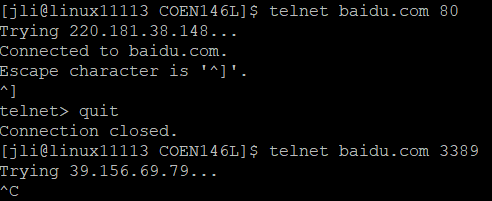 [jli@linux11113 COEN146L]$ telnet baidu.com 80
Trying 220.181.38.148...
Connected to baidu.com.
Escape character is '^]'.
^]
telnet> quit
Connection closed.
[jli@linux11113 COEN146L]$ telnet baidu.com 3389
Trying 39.156.69.79...
^C